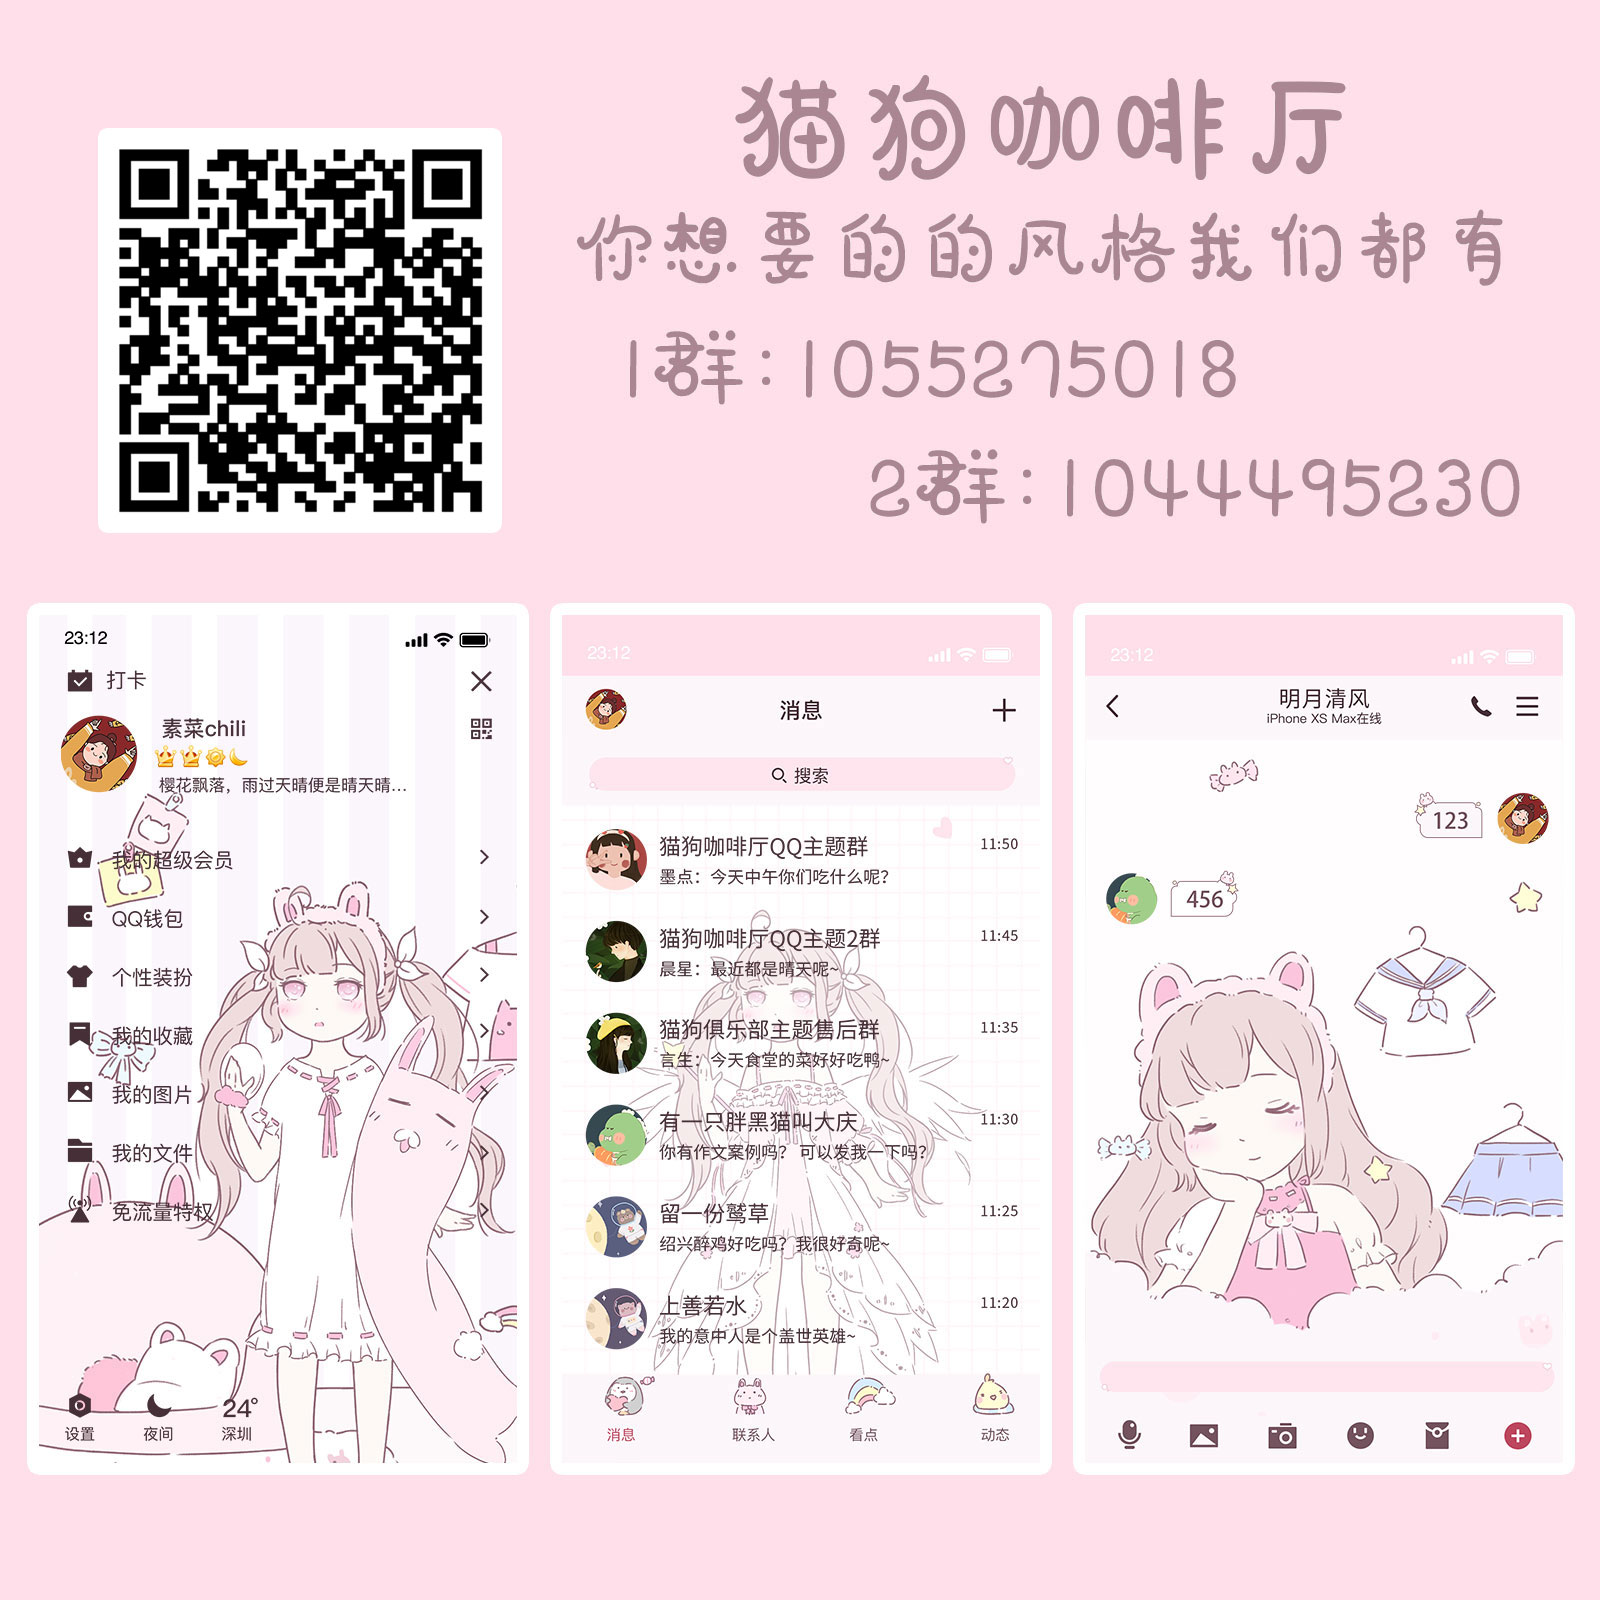 猫狗咖啡厅
你想要的的风格我们都有
1群:1055275018
2群:1044495230
23:12
打卡
素菜chili
樱花飘落，雨过天晴便是晴天晴...
我的超级会员
QQ钱包
个性装扮
我的收藏
我的图片
我的文件
免流量特权
24°
设置 夜间 深圳
23:12
消息
搜索
猫狗咖啡厅QQ主题群 11:50
墨点：今天中午你们吃什么呢?
猫狗咖啡厅QQ主题2群 11:45
晨星：最近都是晴天呢~
猫狗俱乐部主题售后群 11:35
言生：今天食堂的菜好好吃鸭~
有一只胖黑猫叫大庆 11:30
你有作文案例吗？ 可以发我一下吗?
留一份鹫草 11:25
绍兴醉鸡好吃吗？我很好奇呢~
上善若水 11:20
我的意中人是个盖世英雄~
消息 联系人 看点 动态
23:12
明月清风
iPhone XS Max在线
123
456